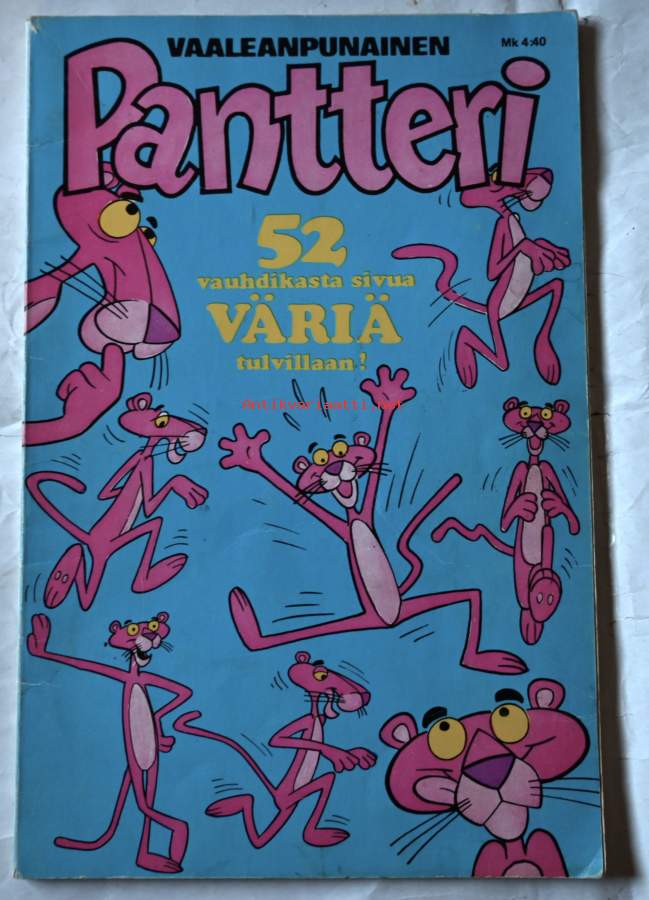 VAALEANPUNAINEN
Mk 4:40
Pantteri
52
vauhdikasta sivua
VÄRIÄ
tulvillaan!
Antikvariaatti.net